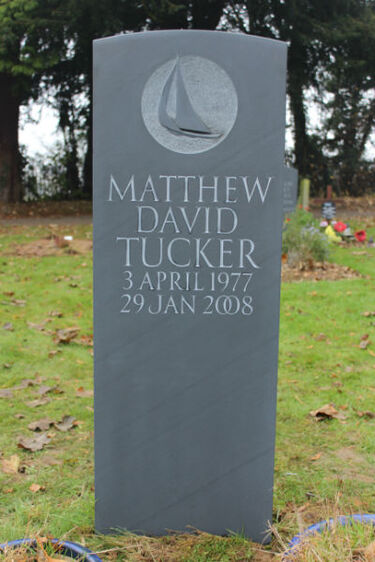 MATTHEW
DAVID
TUCKER
3 APRIL 1977
29 JAN 2008